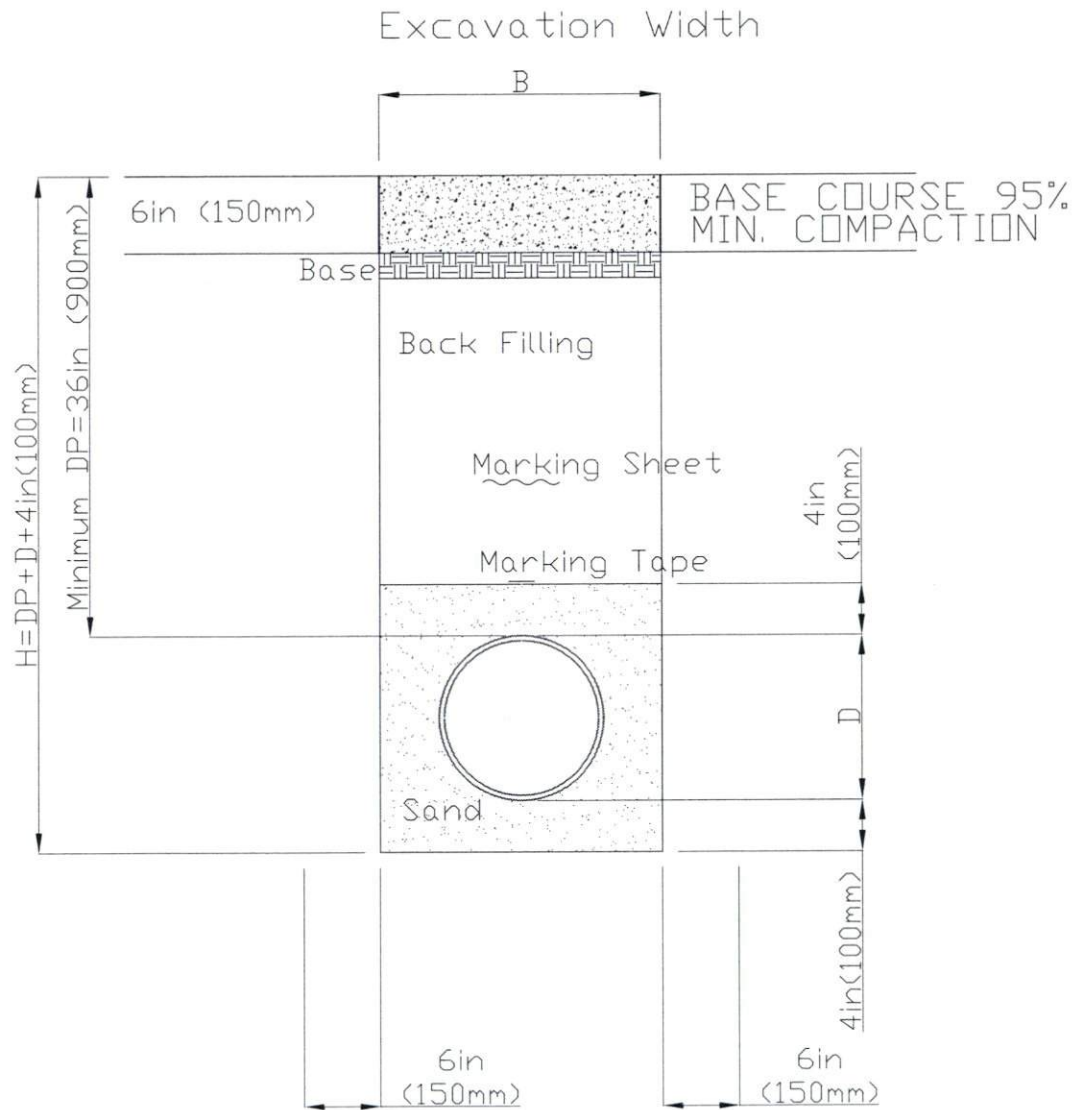 Excavation Width
B
6in (150mm)
BASE COURSE 95%
MIN. COMPACTION
Base
Back Filling
Marking Sheet
Marking Tape
Sand
H=DP+D+4in(100mm)
Minimum DP=36in (900mm)
4in
(100mm)
D
4in(100mm)
6in
(150mm)
6in
(150mm)